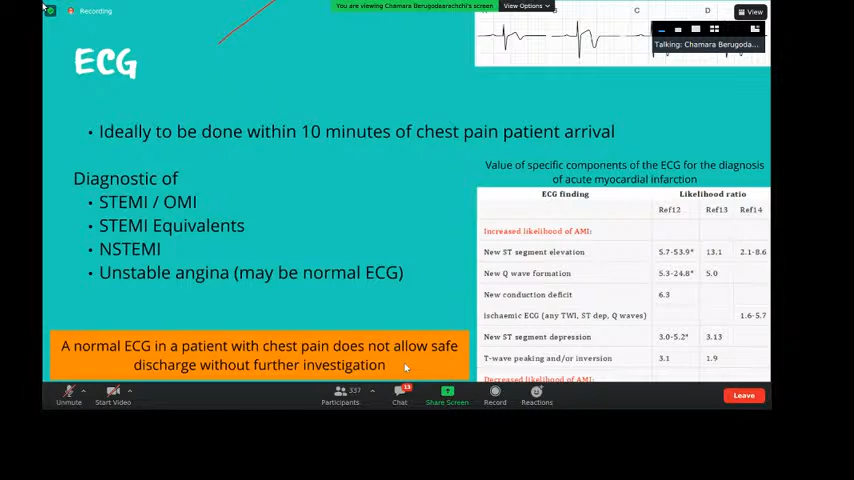 Recording
You are viewing Chamara Berugodaarachchi's screen
View Options
View
C
D
Talking: Chamara Berugoda...
ECG
• Ideally to be done within 10 minutes of chest pain patient arrival
Diagnostic of
• STEMI / OMI
• STEMI Equivalents
• NSTEMI
• Unstable angina (may be normal ECG)
A normal ECG in a patient with chest pain does not allow safe
discharge without further investigation
Value of specific components of the ECG for the diagnosis
of acute myocardial infarction
ECG finding Likelihood ratio
Ref12 Ref13 Ref14
Increased likelihood of AMI:
New ST segment elevation 5.7-53.9* 13.1 2.1-8.6
New Q wave formation 5.3-24.8* 5.0
New conduction deficit 6.3
ischaemic ECG (any TWI, ST dep, Q waves) 1.6-5.7
New ST segment depression 3.0-5.2* 3.13
T-wave peaking and/or inversion 3.1 1.9
Decreased likelihood of AMI:
Unmute
Start Video
337
Participants
13
Chat
Share Screen
Record
Reactions
Leave